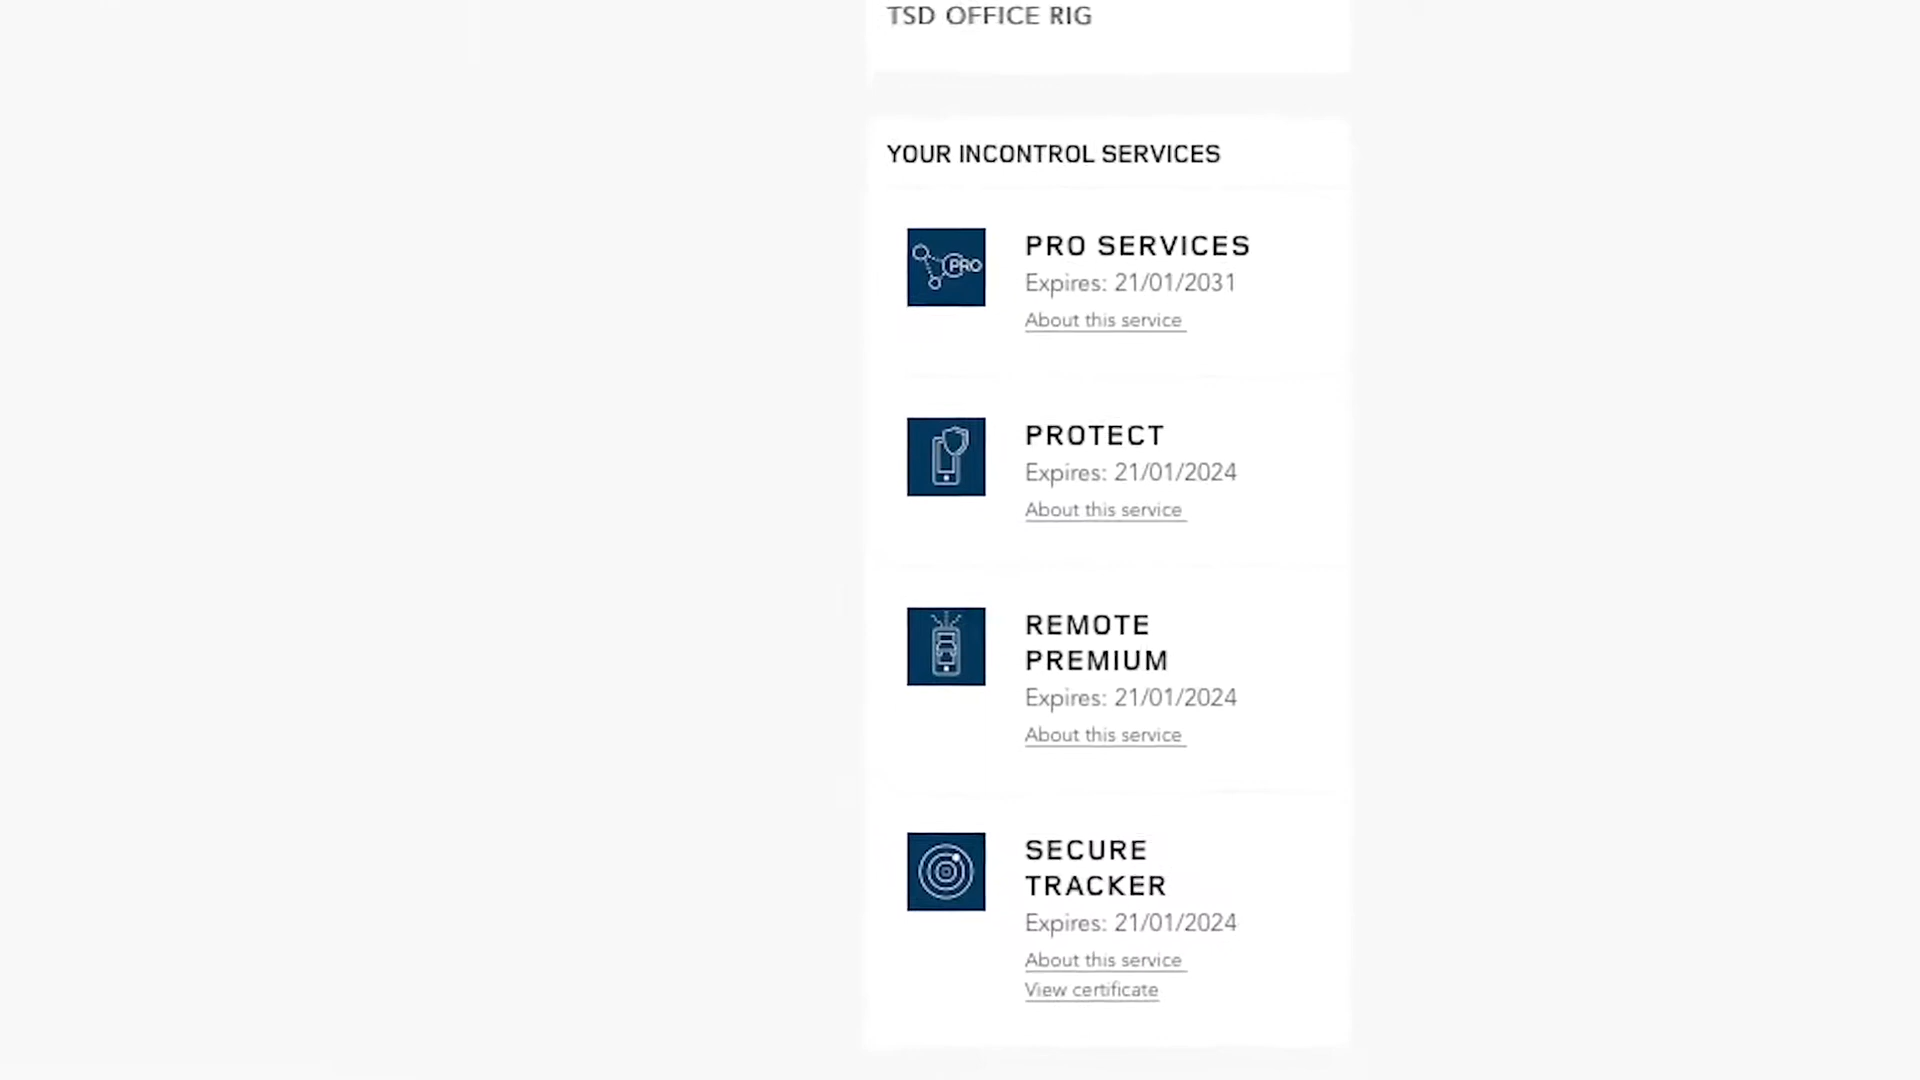 TSD OFFICE RIG
YOUR INCONTROL SERVICES
PRO
PRO SERVICES
Expires: 21/01/2031
About this service
PROTECT
Expires: 21/01/2024
About this service
REMOTE
PREMIUM
Expires: 21/01/2024
About this service
SECURE
TRACKER
Expires: 21/01/2024
About this service
View certificate